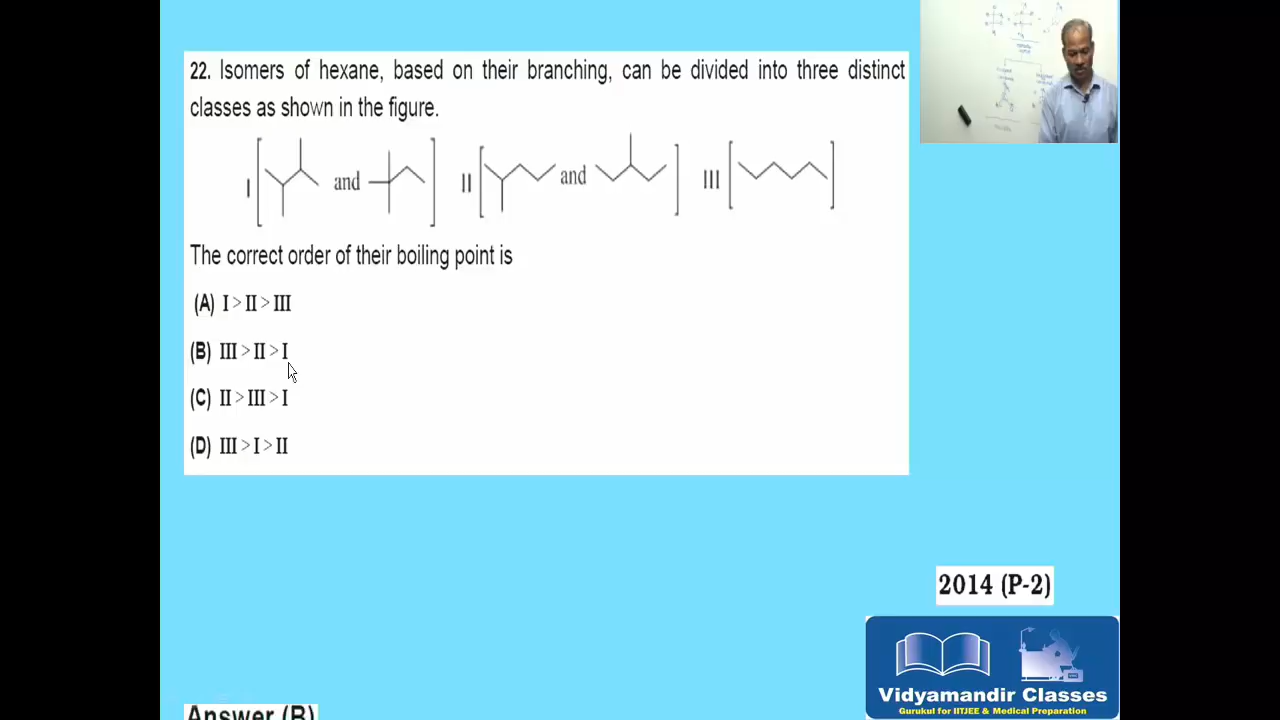 22. Isomers of hexane, based on their branching, can be divided into three distinct
classes as shown in the figure.
I [ and ] II [ and ] III [ ]
The correct order of their boiling point is
(A) I > II > III
(B) III > II > I
(C) II > III > I
(D) III > I > II
2014 (P-2)
Vidyamandir Classes
Gurukul for IITJEE & Medical Preparation
Answer (B)